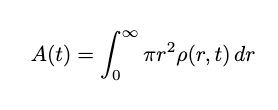 A(t) = ∫₀^∞ πr²ρ(r, t) dr